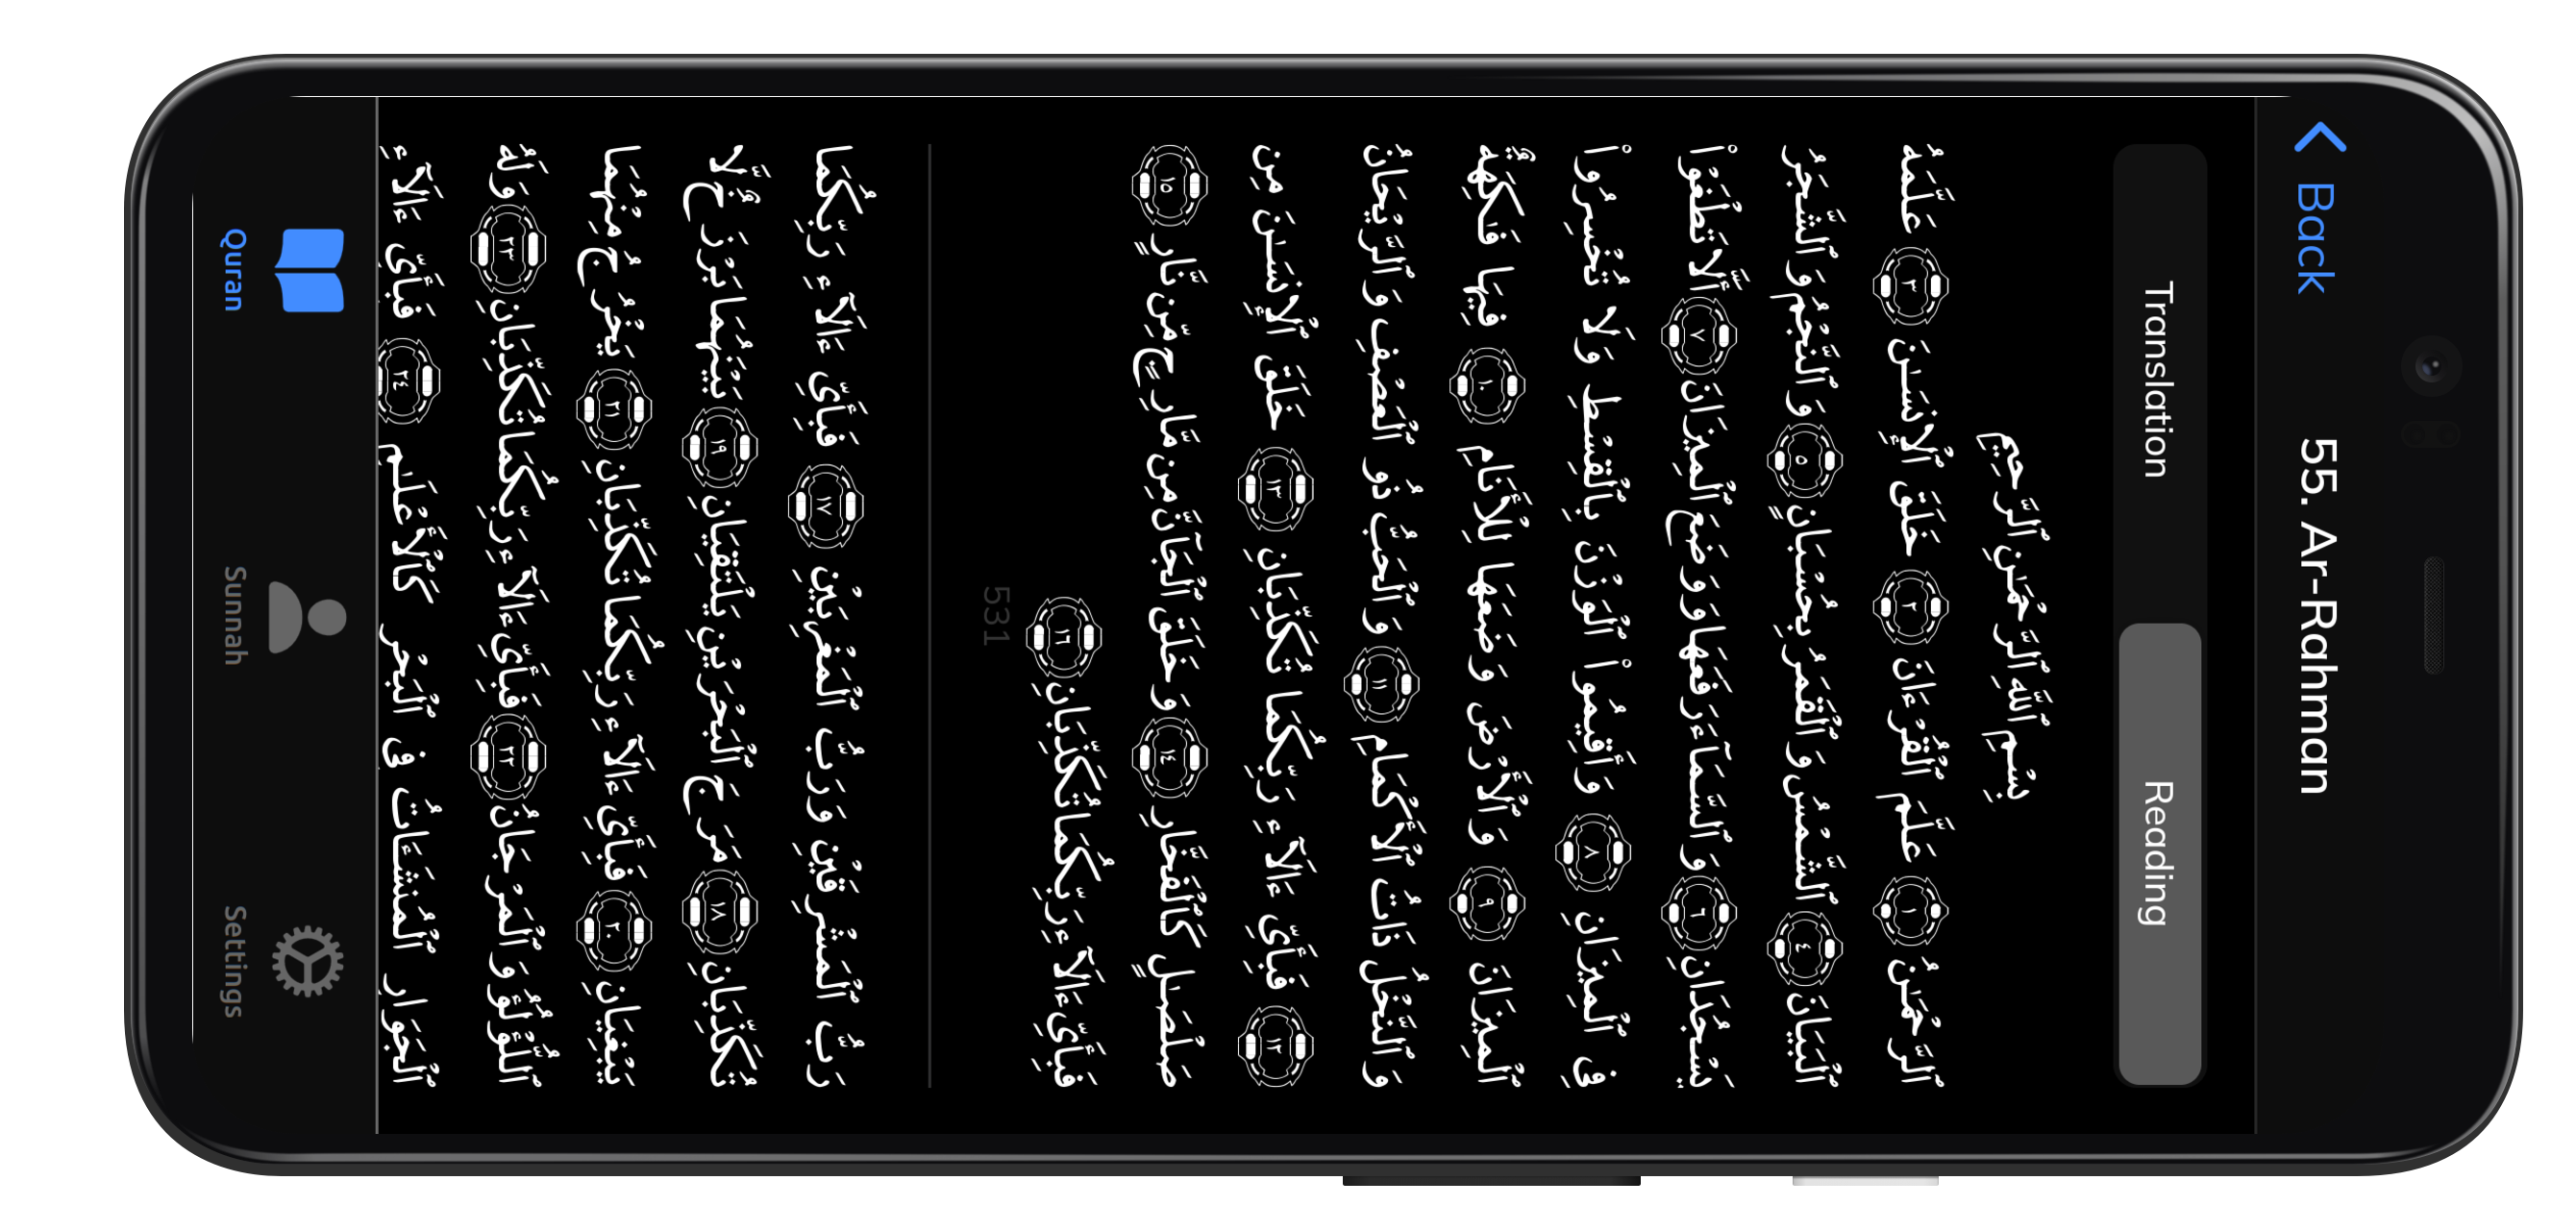 Back 55. Ar-Rahman
Translation Reading
بِسْمِ ٱللَّهِ ٱلرَّحْمَـٰنِ ٱلرَّحِيمِ
ٱلرَّحْمَـٰنُ ١ عَلَّمَ ٱلْقُرْءَانَ ٢ خَلَقَ ٱلْإِنسَـٰنَ ٣ عَلَّمَهُ
ٱلْبَيَانَ ٤ ٱلشَّمْسُ وَٱلْقَمَرُ بِحُسْبَانٍ ٥ وَٱلنَّجْمُ وَٱلشَّجَرُ
يَسْجُدَانِ ٦ وَٱلسَّمَآءَ رَفَعَهَا وَوَضَعَ ٱلْمِيزَانَ ٧ أَلَّا تَطْغَوْا۟
فِى ٱلْمِيزَانِ ٨ وَأَقِيمُوا۟ ٱلْوَزْنَ بِٱلْقِسْطِ وَلَا تُخْسِرُوا۟
ٱلْمِيزَانَ ٩ وَٱلْأَرْضَ وَضَعَهَا لِلْأَنَامِ ١٠ فِيهَا فَـٰكِهَةٌ
وَٱلنَّخْلُ ذَاتُ ٱلْأَكْمَامِ ١١ وَٱلْحَبُّ ذُو ٱلْعَصْفِ وَٱلرَّيْحَانُ
١٢ فَبِأَىِّ ءَالَآءِ رَبِّكُمَا تُكَذِّبَانِ ١٣ خَلَقَ ٱلْإِنسَـٰنَ مِن
صَلْصَـٰلٍ كَٱلْفَخَّارِ ١٤ وَخَلَقَ ٱلْجَآنَّ مِن مَّارِجٍ مِّن نَّارٍ ١٥
فَبِأَىِّ ءَالَآءِ رَبِّكُمَا تُكَذِّبَانِ ١٦
531
رَبُّ ٱلْمَشْرِقَيْنِ وَرَبُّ ٱلْمَغْرِبَيْنِ ١٧ فَبِأَىِّ ءَالَآءِ رَبِّكُمَا
تُكَذِّبَانِ ١٨ مَرَجَ ٱلْبَحْرَيْنِ يَلْتَقِيَانِ ١٩ بَيْنَهُمَا بَرْزَخٌ لَّا
يَبْغِيَانِ ٢٠ فَبِأَىِّ ءَالَآءِ رَبِّكُمَا تُكَذِّبَانِ ٢١ يَخْرُجُ مِنْهُمَا
ٱللُّؤْلُؤُ وَٱلْمَرْجَانُ ٢٢ فَبِأَىِّ ءَالَآءِ رَبِّكُمَا تُكَذِّبَانِ ٢٣ وَلَهُ
ٱلْجَوَارِ ٱلْمُنشَـَٔاتُ فِى ٱلْبَحْرِ كَٱلْأَعْلَـٰمِ ٢٤ فَبِأَىِّ ءَالَآءِ
Quran Sunnah Settings